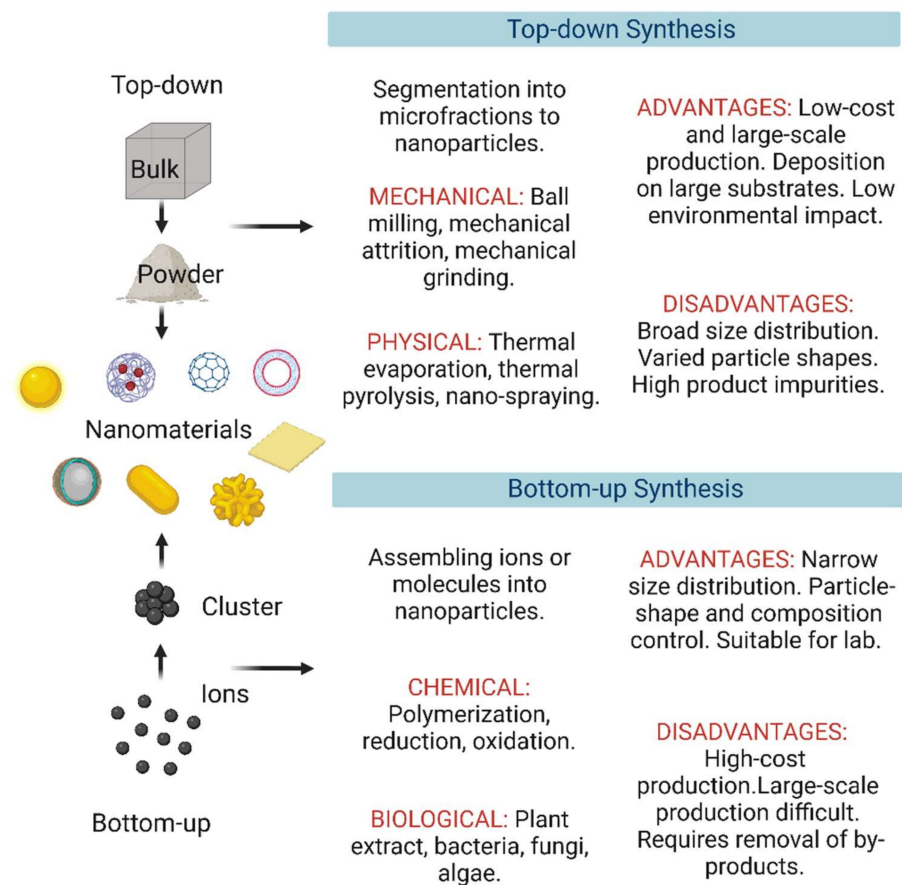 Top-down Synthesis
Top-down
Bulk
Powder
Nanomaterials
Cluster
Ions
Bottom-up
Segmentation into
microfractions to
nanoparticles.
MECHANICAL: Ball
milling, mechanical
attrition, mechanical
grinding.
PHYSICAL: Thermal
evaporation, thermal
pyrolysis, nano-spraying.
ADVANTAGES: Low-cost
and large-scale
production. Deposition
on large substrates. Low
environmental impact.
DISADVANTAGES:
Broad size distribution.
Varied particle shapes.
High product impurities.
Bottom-up Synthesis
Assembling ions or
molecules into
nanoparticles.
CHEMICAL:
Polymerization,
reduction, oxidation.
BIOLOGICAL: Plant
extract, bacteria, fungi,
algae.
ADVANTAGES: Narrow
size distribution. Particle-
shape and composition
control. Suitable for lab.
DISADVANTAGES:
High-cost
production.Large-scale
production difficult.
Requires removal of by-
products.